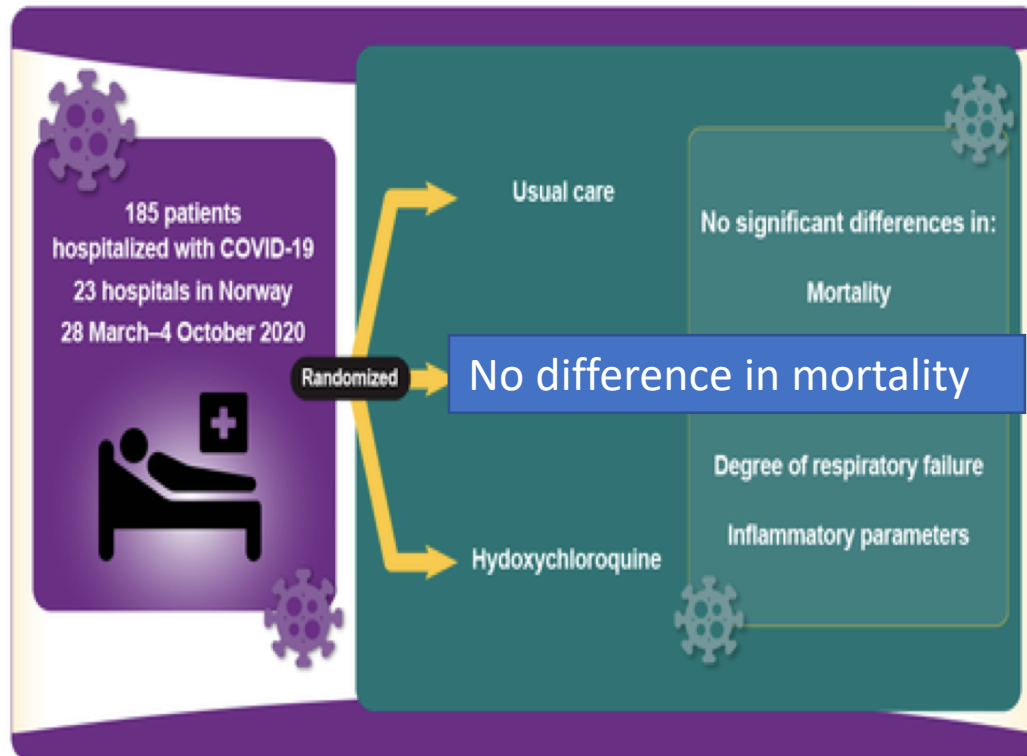 185 patients
hospitalized with COVID-19
23 hospitals in Norway
28 March–4 October 2020
Randomized
Usual care
No difference in mortality
Hydoxychloroquine
No significant differences in:
Mortality
Degree of respiratory failure
Inflammatory parameters